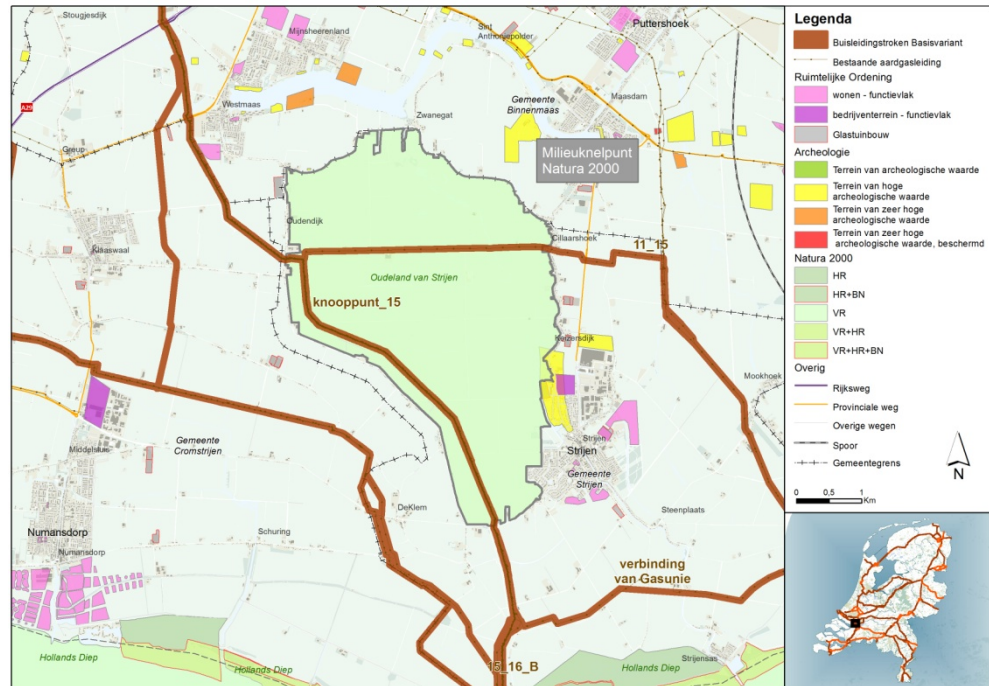 Stougjesdijk
Mijnsheerenland
Sint
Anthoniepolder
Puttershoek
A29
Westmaas
Zwanegat
Gemeente
Binnenmaas
Maasdam
Greup
Milieuknelpunt
Natura 2000
Klaaswaal
Oudendijk
Cillaarshoek
11_15
Oudeland van Strijen
knooppunt_15
Keizersdijk
Mookhoek
Middelsluis
Gemeente
Cromstrijen
Strijen
Strijen
Gemeente
Strijen
DeKlem
Steenplaats
Numansdorp
Schuring
Numansdorp
verbinding
van Gasunie
Hollands Diep
15_16_B
Hollands Diep
Strijensas
Hollands Diep
Legenda
Buisleidingstroken Basisvariant
Bestaande aardgasleiding
Ruimtelijke Ordening
wonen - functievlak
bedrijventerrein - functievlak
Glastuinbouw
Archeologie
Terrein van archeologische waarde
Terrein van hoge
archeologische waarde
Terrein van zeer hoge
archeologische waarde
Terrein van zeer hoge
archeologische waarde, beschermd
Natura 2000
HR
HR+BN
VR
VR+HR
VR+HR+BN
Overig
Rijksweg
Provinciale weg
Overige wegen
Spoor
Gemeentegrens
N
0 0,5 1
Km